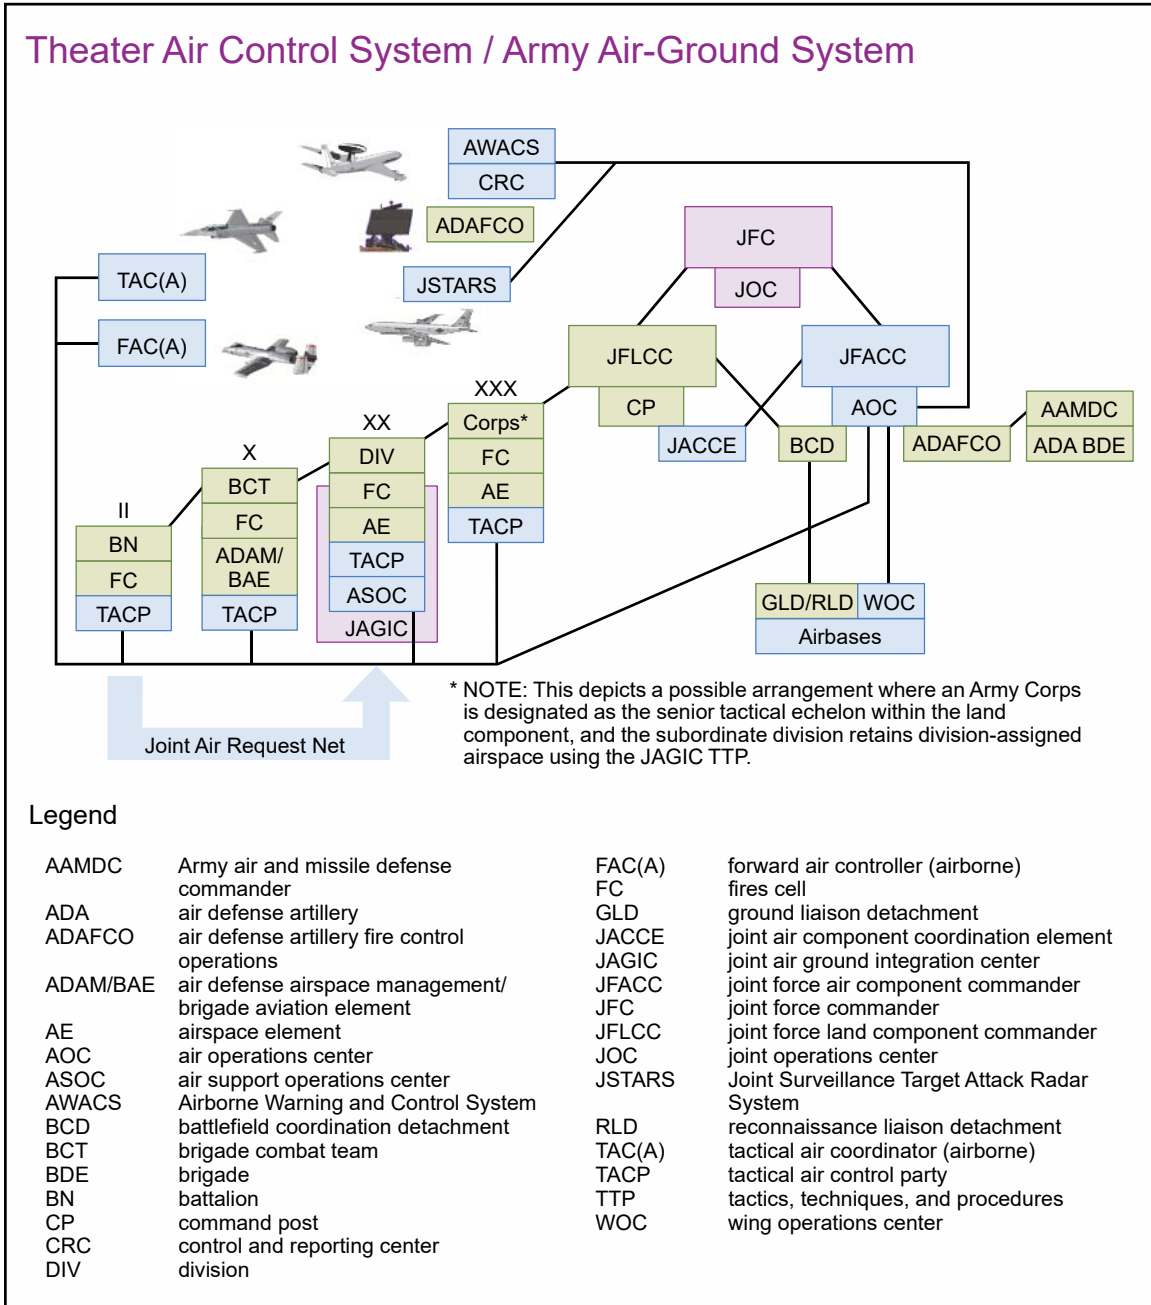 Theater Air Control System / Army Air-Ground System
AWACS
CRC
ADAFCO
JSTARS
TAC(A)
FAC(A)
JFC
JOC
JFLCC
CP
JACCE
JFACC
AOC
BCD
ADAFCO
AAMDC
ADA BDE
XXX
Corps*
FC
AE
TACP
XX
DIV
FC
AE
TACP
ASOC
JAGIC
X
BCT
FC
ADAM/
BAE
TACP
II
BN
FC
TACP
GLD/RLD
WOC
Airbases
Joint Air Request Net
* NOTE: This depicts a possible arrangement where an Army Corps
is designated as the senior tactical echelon within the land
component, and the subordinate division retains division-assigned
airspace using the JAGIC TTP.
Legend
AAMDC Army air and missile defense
commander
ADA air defense artillery
ADAFCO air defense artillery fire control
operations
ADAM/BAE air defense airspace management/
brigade aviation element
AE airspace element
AOC air operations center
ASOC air support operations center
AWACS Airborne Warning and Control System
BCD battlefield coordination detachment
BCT brigade combat team
BDE brigade
BN battalion
CP command post
CRC control and reporting center
DIV division
FAC(A) forward air controller (airborne)
FC fires cell
GLD ground liaison detachment
JACCE joint air component coordination element
JAGIC joint air ground integration center
JFACC joint force air component commander
JFC joint force commander
JFLCC joint force land component commander
JOC joint operations center
JSTARS Joint Surveillance Target Attack Radar
System
RLD reconnaissance liaison detachment
TAC(A) tactical air coordinator (airborne)
TACP tactical air control party
TTP tactics, techniques, and procedures
WOC wing operations center